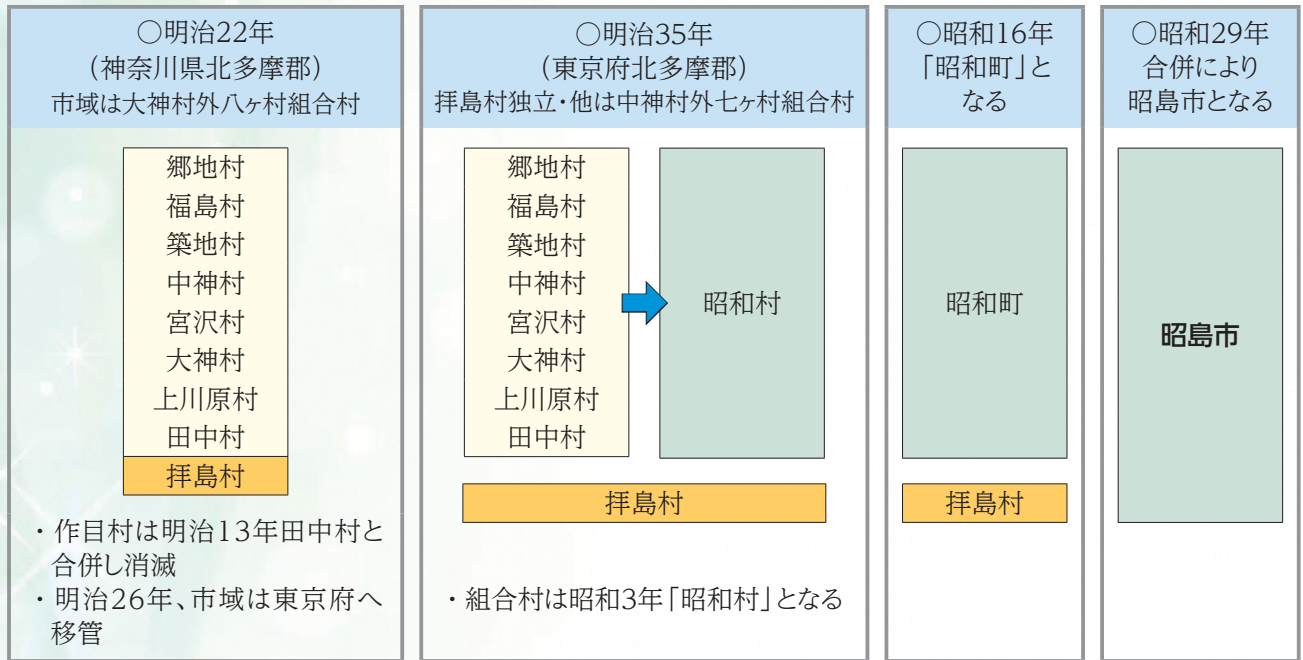 ○明治22年
（神奈川県北多摩郡）
市域は大神村外八ヶ村組合村
郷地村
福島村
築地村
中神村
宮沢村
大神村
上川原村
田中村
拝島村
・作目村は明治13年田中村と
合併し消滅
・明治26年、市域は東京府へ
移管
○明治35年
（東京府北多摩郡）
拝島村独立・他は中神村外七ヶ村組合村
郷地村
福島村
築地村
中神村
宮沢村
大神村
上川原村
田中村
昭和村
拝島村
・組合村は昭和3年「昭和村」となる
○昭和16年
「昭和町」と
なる
昭和町
拝島村
○昭和29年
合併により
昭島市となる
昭島市